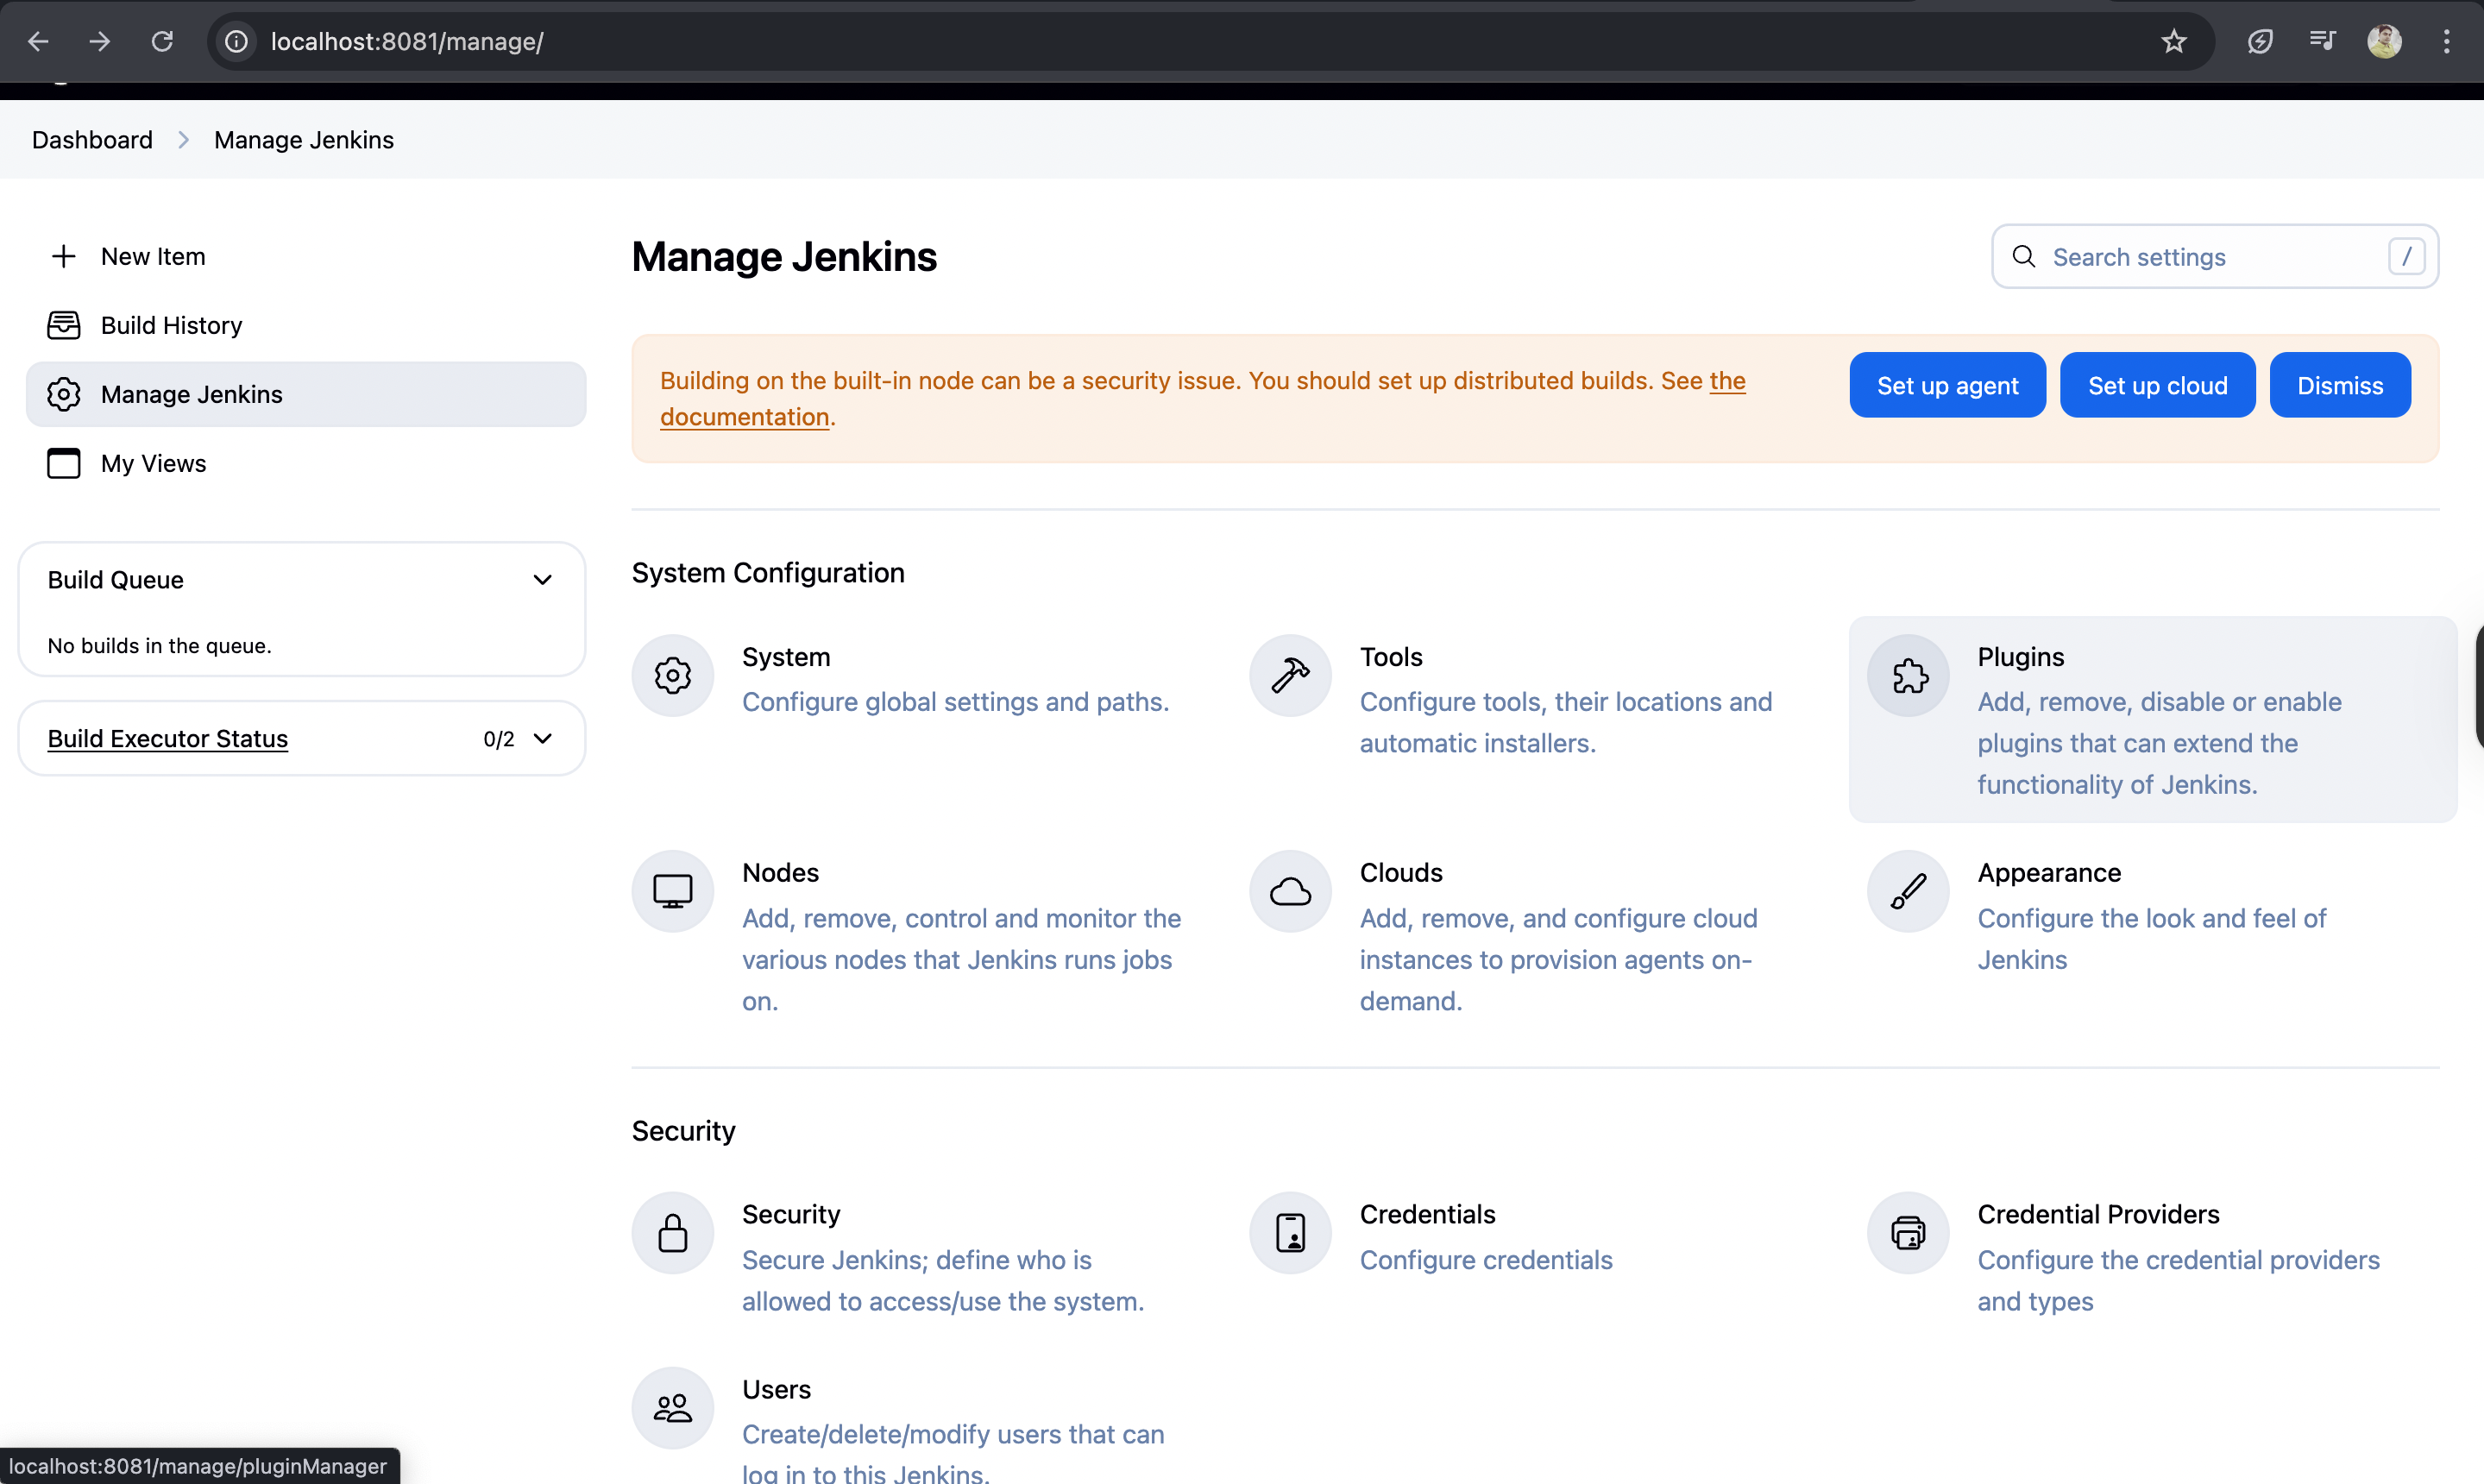 localhost:8081/manage/
Dashboard
Manage Jenkins
New Item
Build History
Manage Jenkins
My Views
Build Queue
No builds in the queue.
Build Executor Status
0/2
Manage Jenkins
Search settings
/
Building on the built-in node can be a security issue. You should set up distributed builds. See the
documentation.
Set up agent
Set up cloud
Dismiss
System Configuration
System
Configure global settings and paths.
Tools
Configure tools, their locations and
automatic installers.
Plugins
Add, remove, disable or enable
plugins that can extend the
functionality of Jenkins.
Nodes
Add, remove, control and monitor the
various nodes that Jenkins runs jobs
on.
Clouds
Add, remove, and configure cloud
instances to provision agents on-
demand.
Appearance
Configure the look and feel of
Jenkins
Security
Security
Secure Jenkins; define who is
allowed to access/use the system.
Credentials
Configure credentials
Credential Providers
Configure the credential providers
and types
Users
Create/delete/modify users that can
log in to this Jenkins.
localhost:8081/manage/pluginManager